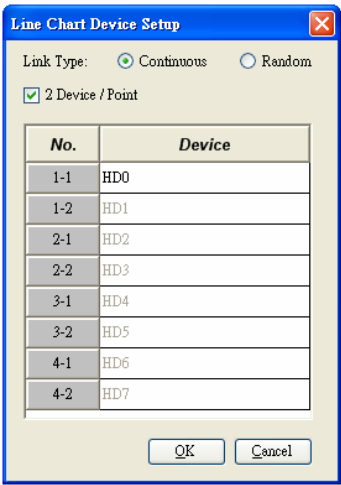 Line Chart Device Setup
Link Type: Continuous Random
2 Device / Point
No. Device
1-1 HD0
1-2 HD1
2-1 HD2
2-2 HD3
3-1 HD4
3-2 HD5
4-1 HD6
4-2 HD7
OK Cancel